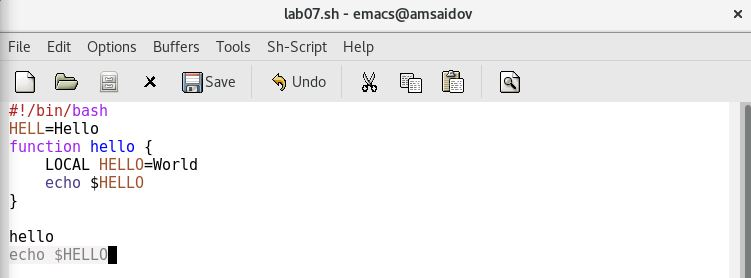 lab07.sh - emacs@amsaidov
File Edit Options Buffers Tools Sh-Script Help
Save Undo
#!/bin/bash
HELL=Hello
function hello {
    LOCAL HELLO=World
    echo $HELLO
}
hello
echo $HELLO